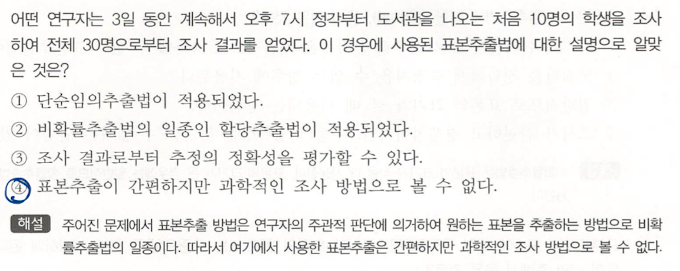 어떤 연구자는 3일 동안 계속해서 오후 7시 정각부터 도서관을 나오는 처음 10명의 학생을 조사
하여 전체 30명으로부터 조사 결과를 얻었다. 이 경우에 사용된 표본추출법에 대한 설명으로 알맞
은 것은?
① 단순임의추출법이 적용되었다.
② 비확률추출법의 일종인 할당추출법이 적용되었다.
③ 조사 결과로부터 추정의 정확성을 평가할 수 있다.
④ 표본추출이 간편하지만 과학적인 조사 방법으로 볼 수 없다.
해설 주어진 문제에서 표본추출 방법은 연구자의 주관적 판단에 의거하여 원하는 표본을 추출하는 방법으로 비확
률추출법의 일종이다. 따라서 여기에서 사용한 표본추출은 간편하지만 과학적인 조사 방법으로 볼 수 없다.